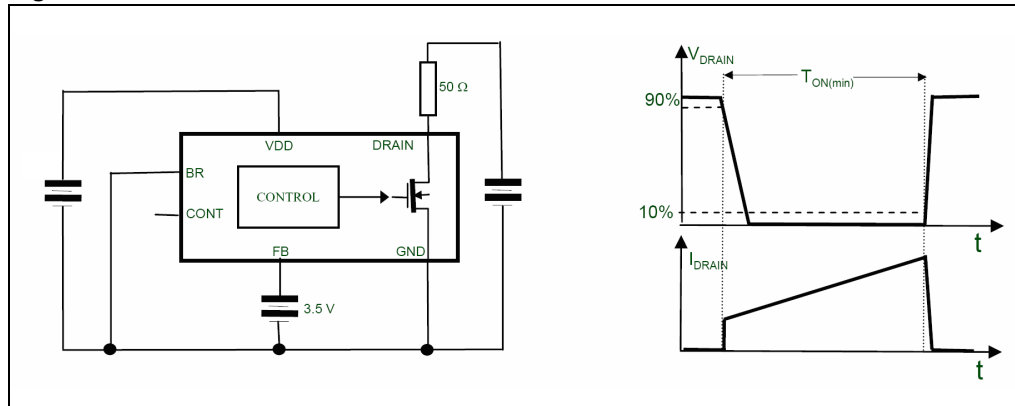 50 Ω
VDD
DRAIN
BR
CONTROL
CONT
FB
GND
3.5 V
VDRAIN
TON(min)
90%
10%
t
IDRAIN
t